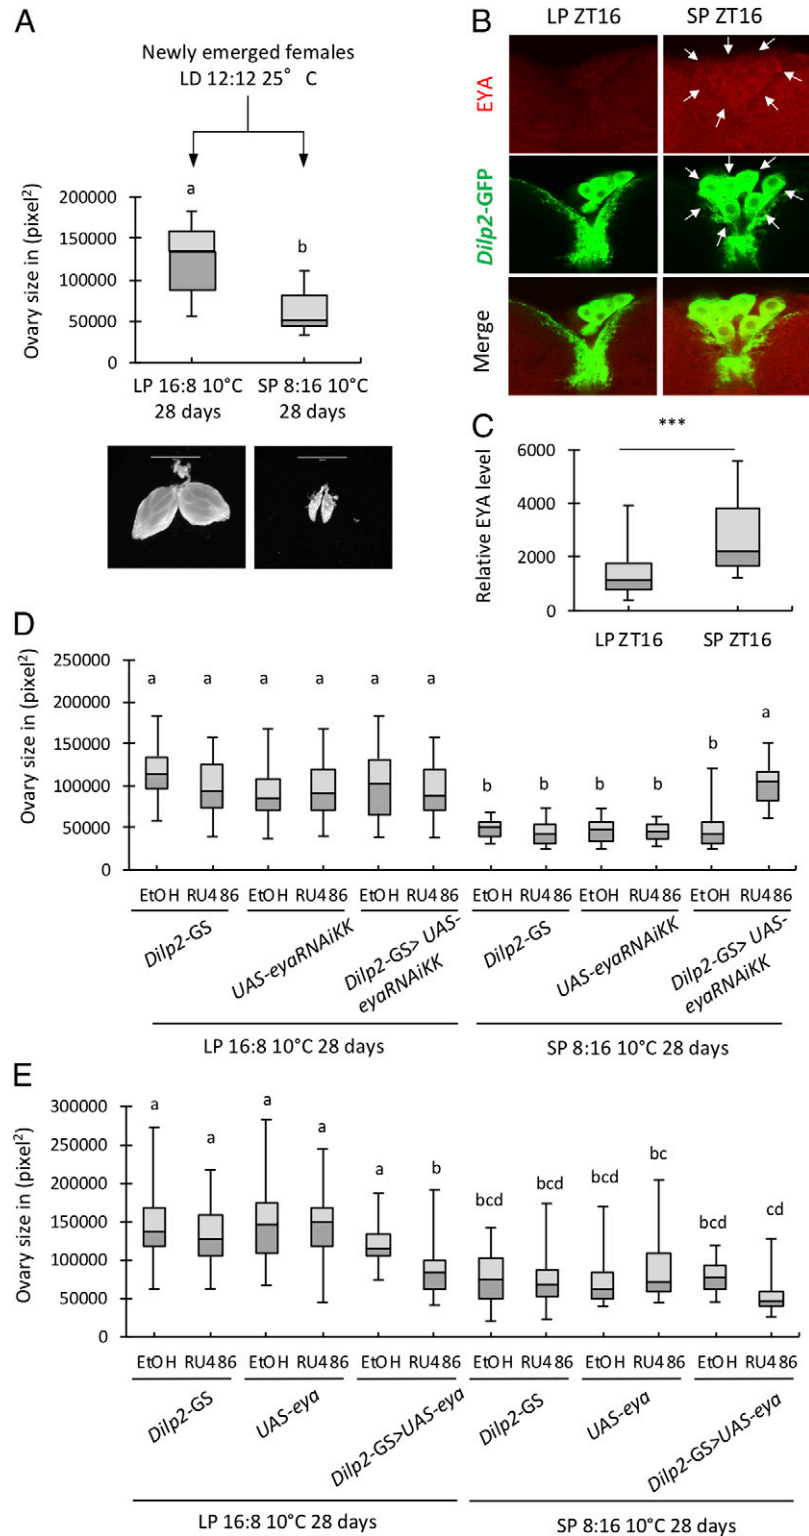 A
Newly emerged females
LD 12:12 25° C
Ovary size in (pixel²)
200000
150000
100000
50000
0
a
b
LP 16:8 10°C
28 days
SP 8:16 10°C
28 days
B
LP ZT16
SP ZT16
EYA
Dilp2-GFP
Merge
C
***
Relative EYA level
6000
4000
2000
0
LP ZT16
SP ZT16
D
Ovary size in (pixel²)
250000
200000
150000
100000
50000
0
a a a a a a b b b b b a
EtOH RU486 EtOH RU486 EtOH RU486 EtOH RU486 EtOH RU486 EtOH RU486
Dilp2-GS
UAS-eyaRNAiKK
Dilp2-GS> UAS-
eyaRNAiKK
Dilp2-GS
UAS-eyaRNAiKK
Dilp2-GS> UAS-
eyaRNAiKK
LP 16:8 10°C 28 days
SP 8:16 10°C 28 days
E
Ovary size in (pixel²)
300000
250000
200000
150000
100000
50000
0
a a a a a b bcd bcd bcd bc bcd cd
EtOH RU486 EtOH RU486 EtOH RU486 EtOH RU486 EtOH RU486 EtOH RU486
Dilp2-GS
UAS-eya
Dilp2-GS>UAS-eya
Dilp2-GS
UAS-eya
Dilp2-GS>UAS-eya
LP 16:8 10°C 28 days
SP 8:16 10°C 28 days